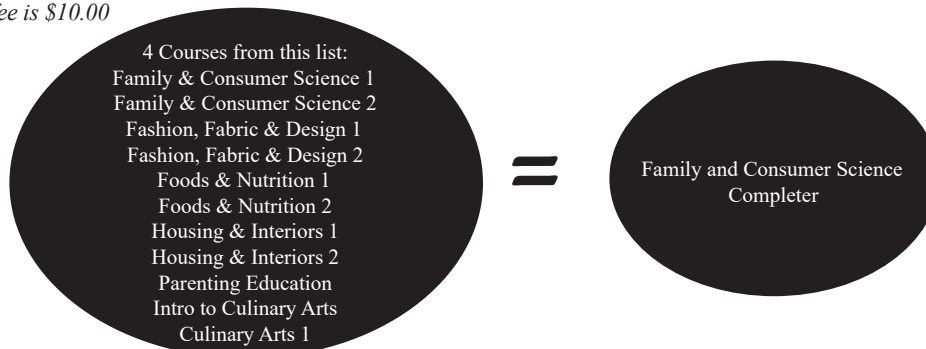 ee is $10.00
4 Courses from this list:
Family & Consumer Science 1
Family & Consumer Science 2
Fashion, Fabric & Design 1
Fashion, Fabric & Design 2
Foods & Nutrition 1
Foods & Nutrition 2
Housing & Interiors 1
Housing & Interiors 2
Parenting Education
Intro to Culinary Arts
Culinary Arts 1
=
Family and Consumer Science
Completer